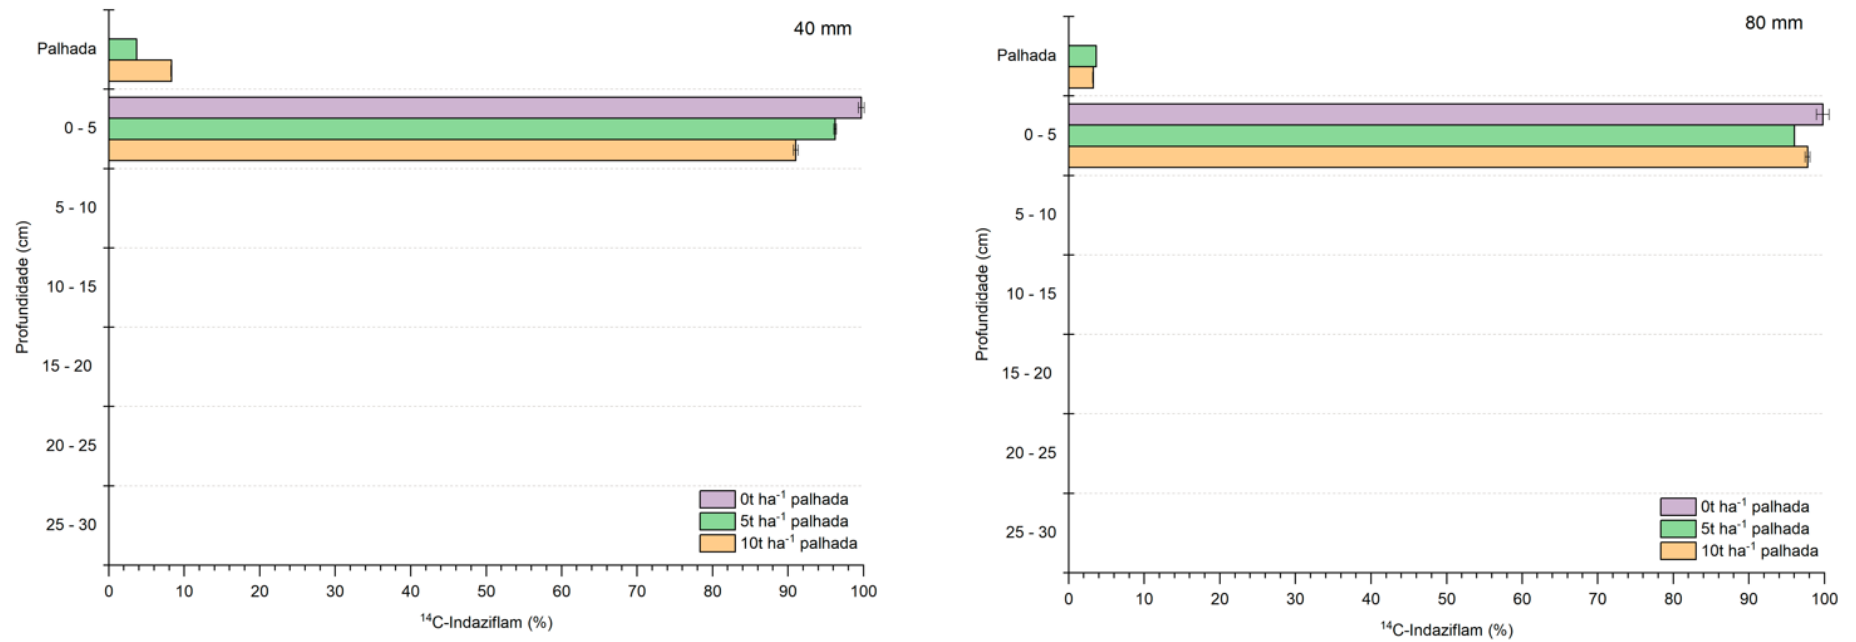 40 mm
Palhada
0 - 5
5 - 10
10 - 15
15 - 20
20 - 25
25 - 30
Profundidade (cm)
0t ha⁻¹ palhada
5t ha⁻¹ palhada
10t ha⁻¹ palhada
0 10 20 30 40 50 60 70 80 90 100
¹⁴C-Indaziflam (%)
80 mm
Palhada
0 - 5
5 - 10
10 - 15
15 - 20
20 - 25
25 - 30
Profundidade (cm)
0t ha⁻¹ palhada
5t ha⁻¹ palhada
10t ha⁻¹ palhada
0 10 20 30 40 50 60 70 80 90 100
¹⁴C-Indaziflam (%)